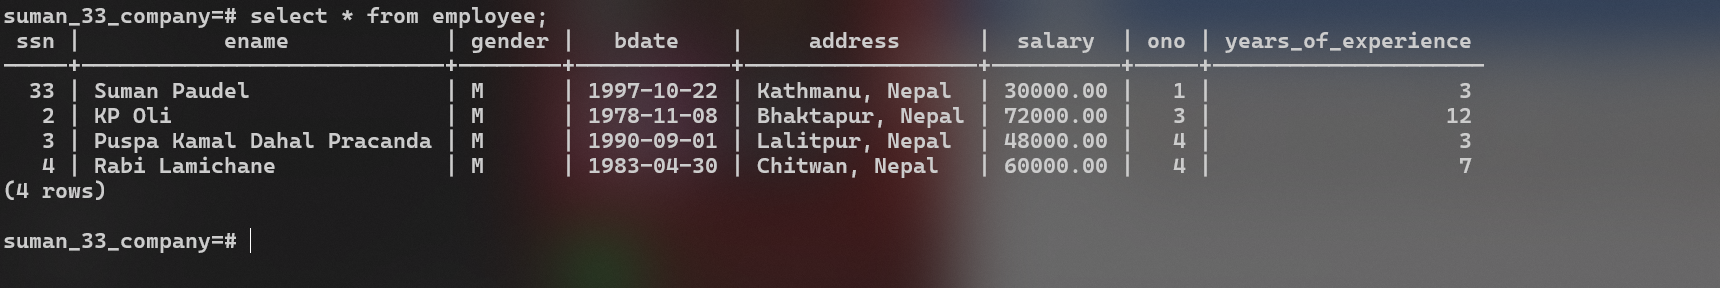 suman_33_company=# select * from employee;
 ssn |           ename            | gender |   bdate    |     address      |  salary  | ono | years_of_experience
-----+----------------------------+--------+------------+------------------+----------+-----+---------------------
  33 | Suman Paudel               | M      | 1997-10-22 | Kathmanu, Nepal  | 30000.00 |   1 |                   3
   2 | KP Oli                     | M      | 1978-11-08 | Bhaktapur, Nepal | 72000.00 |   3 |                  12
   3 | Puspa Kamal Dahal Pracanda | M      | 1990-09-01 | Lalitpur, Nepal  | 48000.00 |   4 |                   3
   4 | Rabi Lamichane             | M      | 1983-04-30 | Chitwan, Nepal   | 60000.00 |   4 |                   7
(4 rows)
suman_33_company=#